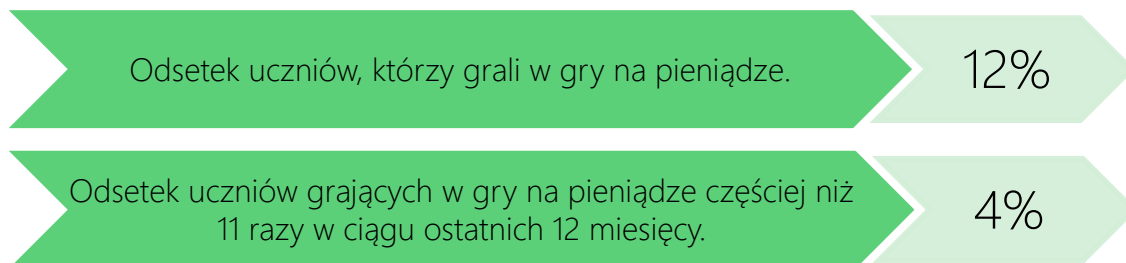 Odsetek uczniów, którzy grali w gry na pieniądze.
12%
Odsetek uczniów grających w gry na pieniądze częściej niż
11 razy w ciągu ostatnich 12 miesięcy.
4%